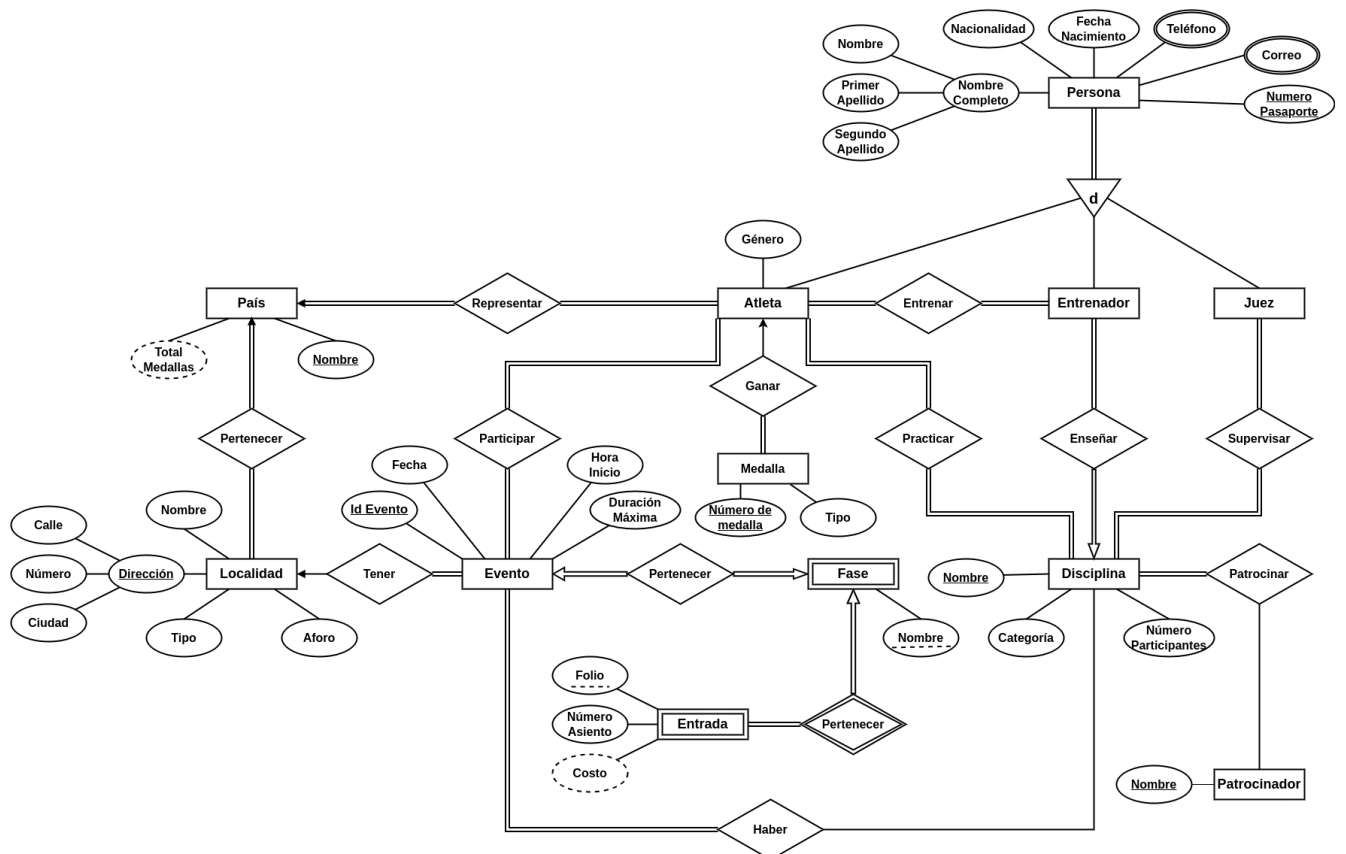 Nacionalidad
Fecha
Nacimiento
Teléfono
Nombre
Correo
Primer
Apellido
Nombre
Completo
Persona
Numero
Pasaporte
Segundo
Apellido
d
Género
País
Representar
Atleta
Entrenar
Entrenador
Juez
Total
Medallas
Nombre
Ganar
Pertenecer
Participar
Practicar
Enseñar
Supervisar
Fecha
Hora
Inicio
Medalla
Nombre
Id Evento
Duración
Máxima
Número de
medalla
Tipo
Calle
Número
Dirección
Localidad
Tener
Evento
Pertenecer
Fase
Nombre
Disciplina
Patrocinar
Ciudad
Tipo
Aforo
Nombre
Categoría
Número
Participantes
Folio
Número
Asiento
Entrada
Pertenecer
Costo
Nombre
Patrocinador
Haber